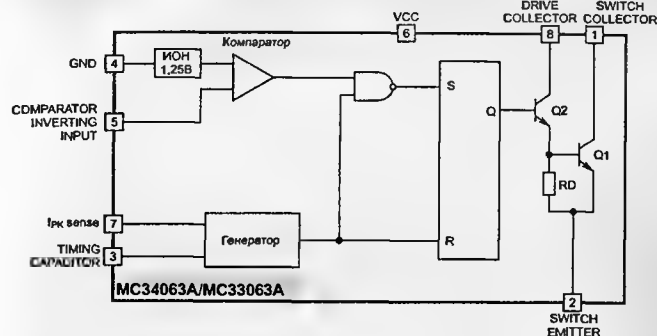 DRIVE COLLECTOR
SWITCH COLLECTOR
VCC
6
8
1
GND
4
ИОН
1,25В
Компаратор
COMPARATOR
INVERTING
INPUT
5
S
Q
R
Q2
Q1
RD
IPK sense
7
TIMING
CAPADITOR
3
Генератор
MC34063A/MC33063A
2
SWITCH
EMITTER